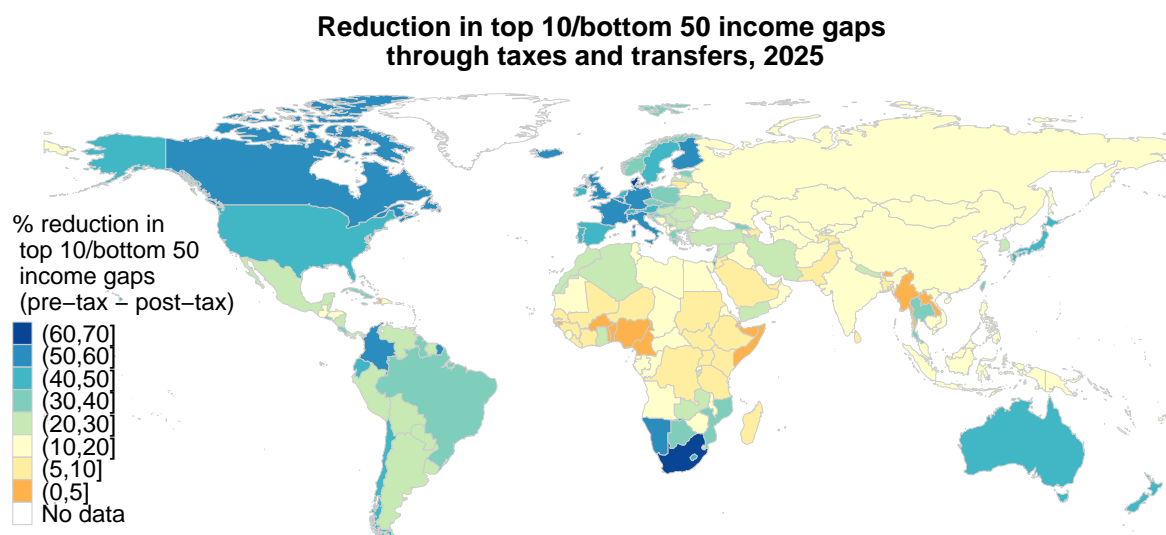 Reduction in top 10/bottom 50 income gaps
through taxes and transfers, 2025
% reduction in
top 10/bottom 50
income gaps
(pre−tax − post−tax)
(60,70]
(50,60]
(40,50]
(30,40]
(20,30]
(10,20]
(5,10]
(0,5]
No data